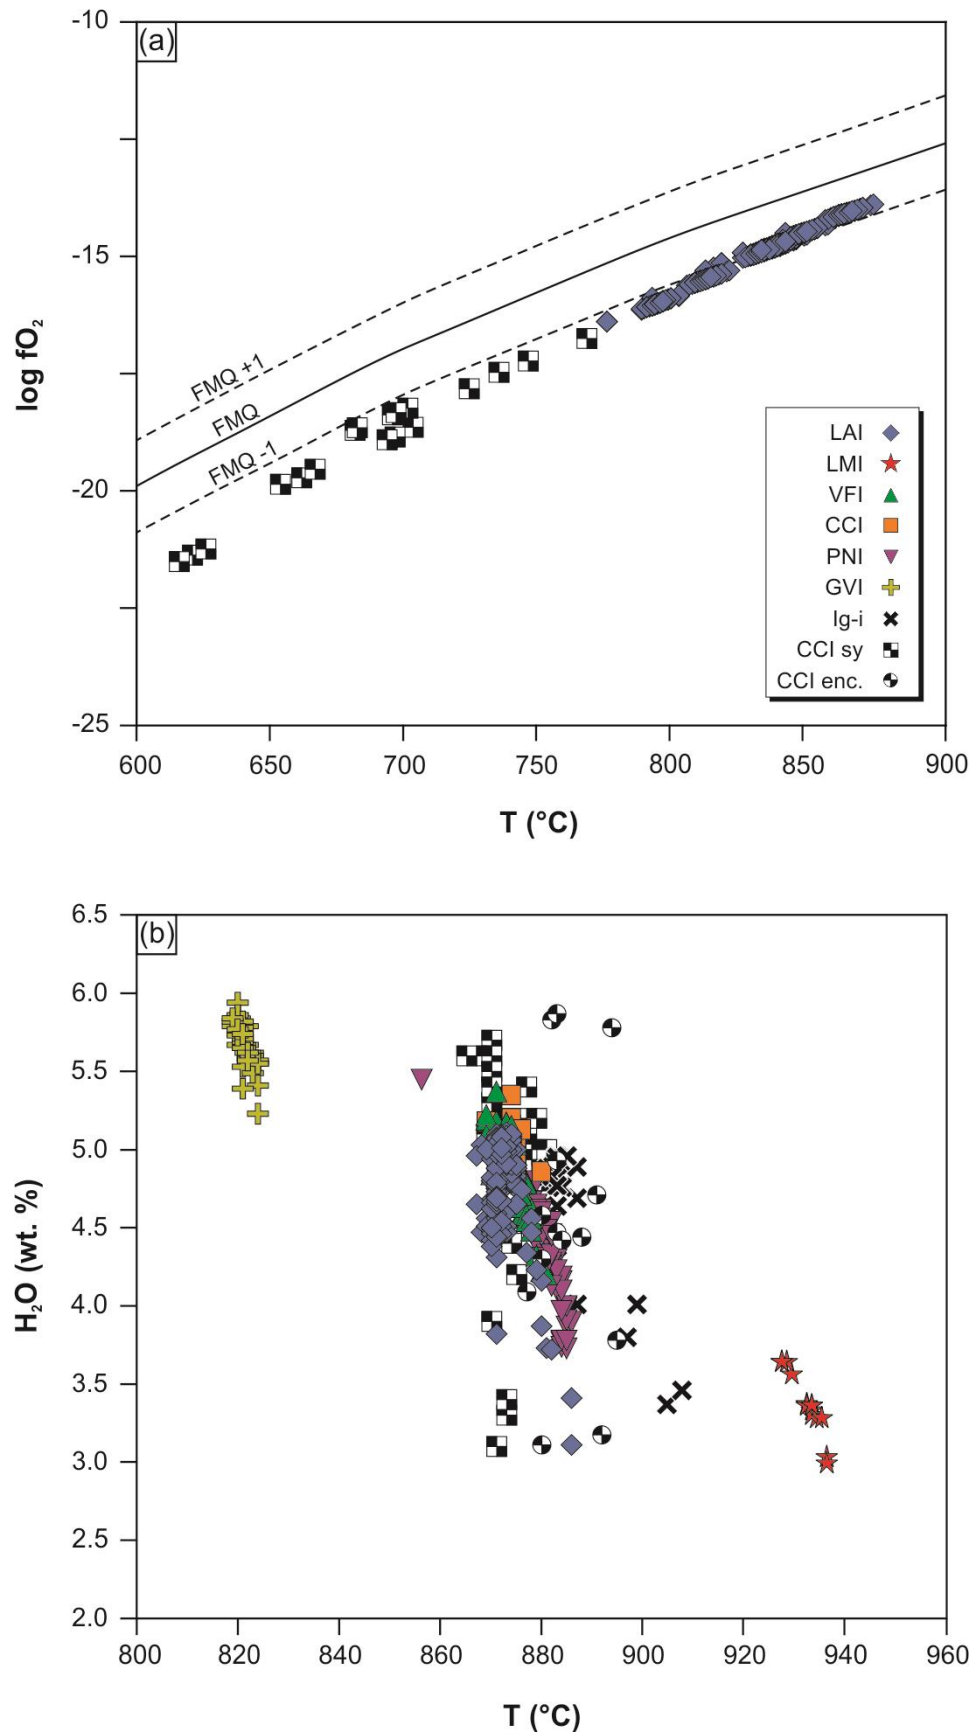 (a)
-10
-15
-20
-25
log fO₂
FMQ +1
FMQ
FMQ -1
LAI
LMI
VFI
CCI
PNI
GVI
Ig-i
CCI sy
CCI enc.
600 650 700 750 800 850 900
T (°C)
(b)
6.5
6.0
5.5
5.0
4.5
4.0
3.5
3.0
2.5
2.0
H₂O (wt. %)
800 820 840 860 880 900 920 940 960
T (°C)